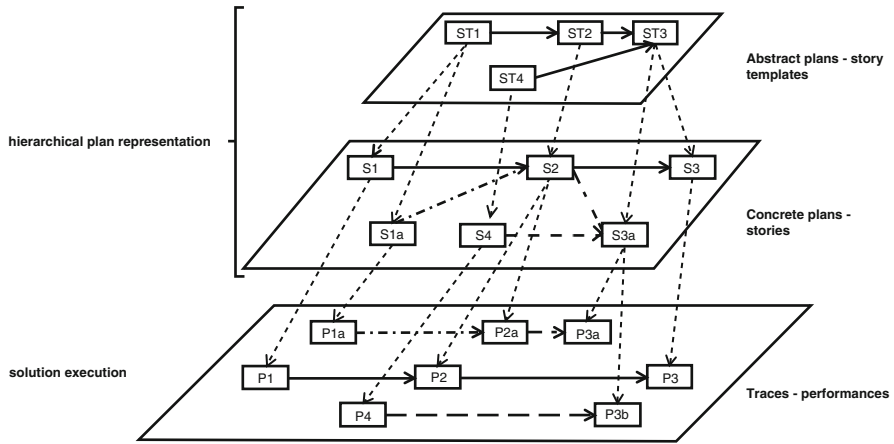 ST1
ST2
ST3
ST4
Abstract plans - story
templates
hierarchical plan representation
S1
S2
S3
S1a
S4
S3a
Concrete plans -
stories
P1a
P2a
P3a
solution execution
P1
P2
P3
P4
P3b
Traces - performances